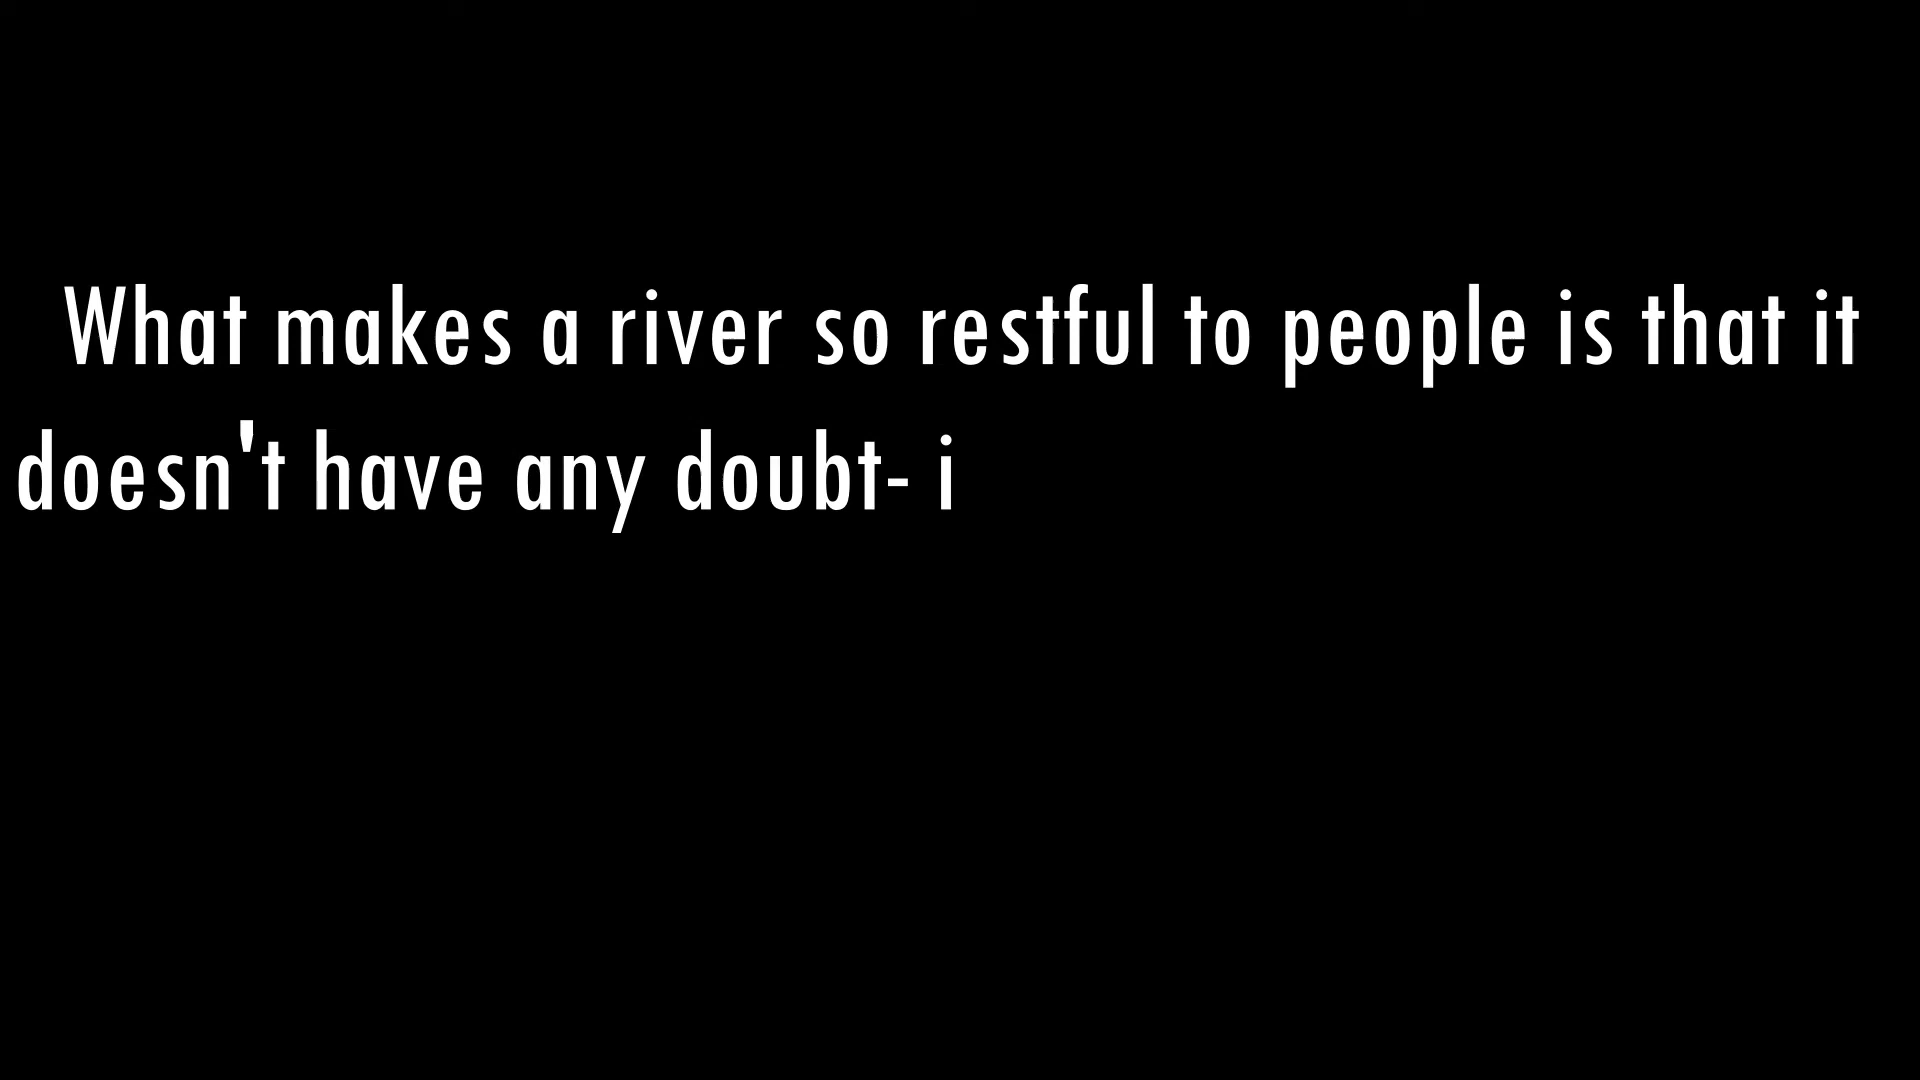 What makes a river so restful to people is that it
doesn't have any doubt- i